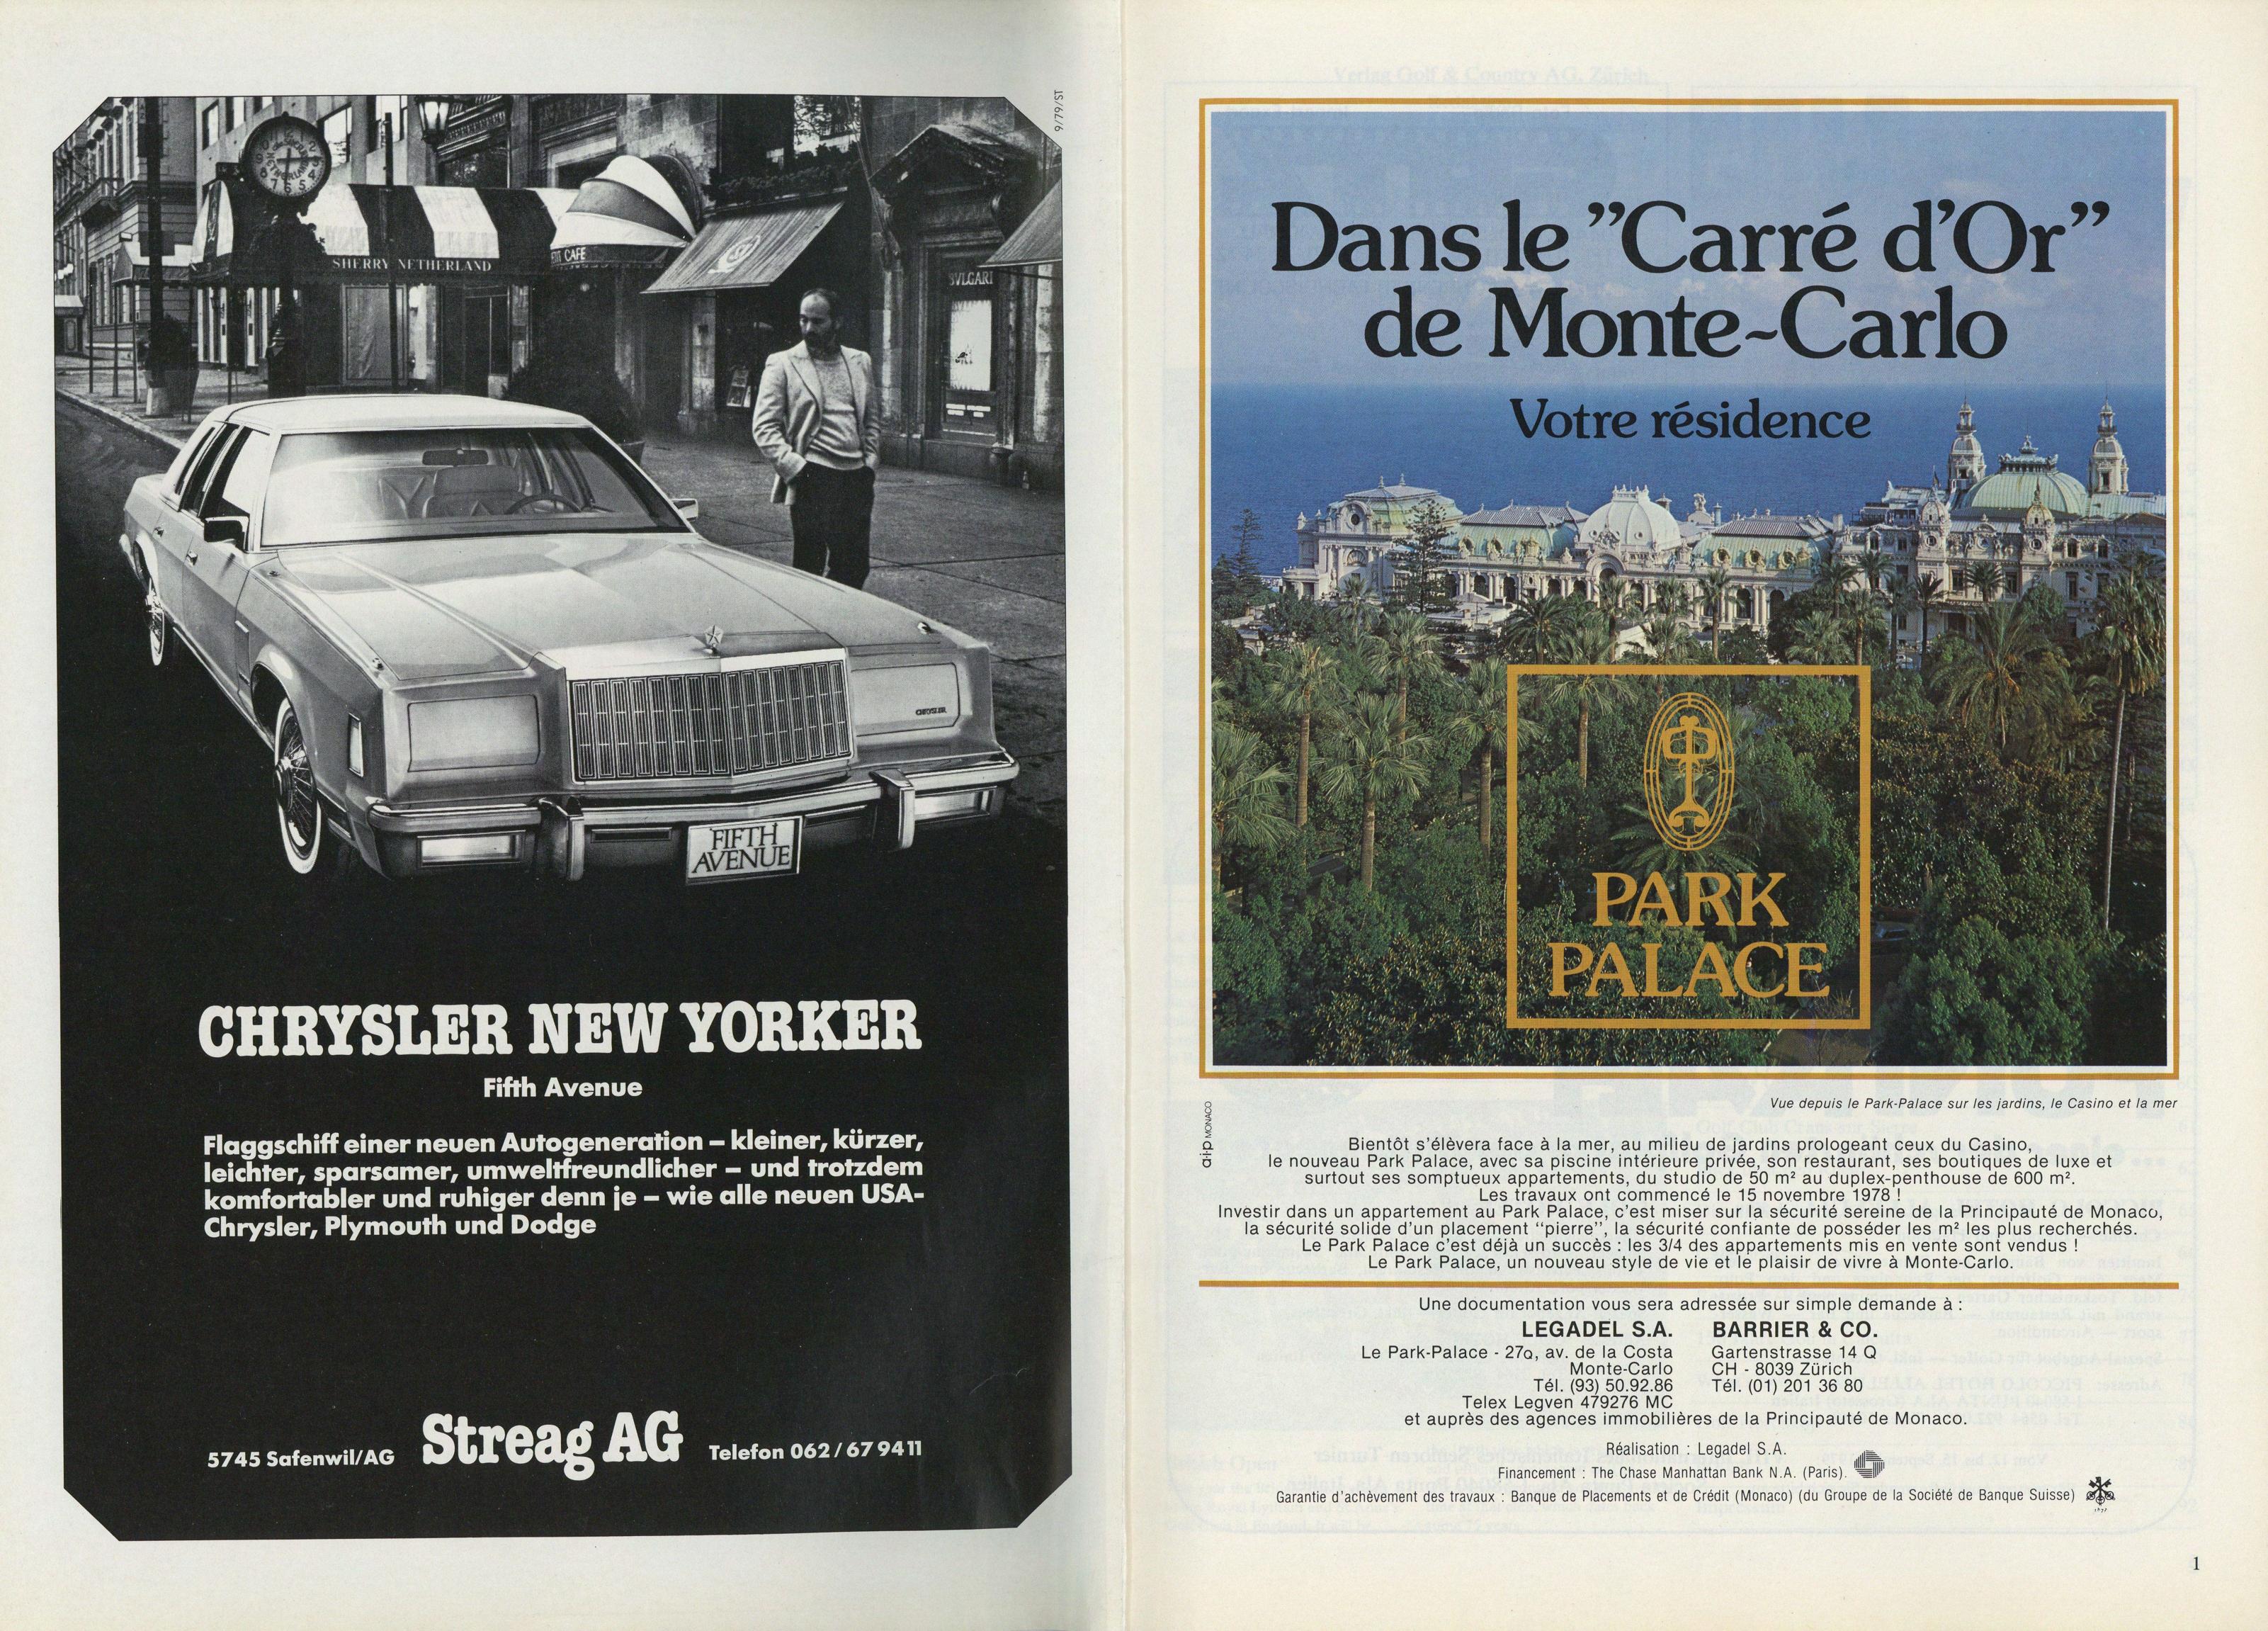 9/79/ST
SHERRY NETHERLAND
CAFE
BVLGARI
CHRYSLER
FIFTH
AVENUE
CHRYSLER NEW YORKER
Fifth Avenue
Flaggschiff einer neuen Autogeneration – kleiner, kürzer,
leichter, sparsamer, umweltfreundlicher – und trotzdem
komfortabler und ruhiger denn je – wie alle neuen USA-
Chrysler, Plymouth und Dodge
5745 Safenwil/AG Streag AG Telefon 062/67 94 11
Dans le ”Carré d’Or”
de Monte-Carlo
Votre résidence
PARK
PALACE
Vue depuis le Park-Palace sur les jardins, le Casino et la mer
a.i.p MONACO
Bientôt s’élèvera face à la mer, au milieu de jardins prologeant ceux du Casino,
le nouveau Park Palace, avec sa piscine intérieure privée, son restaurant, ses boutiques de luxe et
surtout ses somptueux appartements, du studio de 50 m² au duplex-penthouse de 600 m².
Les travaux ont commencé le 15 novembre 1978 !
Investir dans un appartement au Park Palace, c’est miser sur la sécurité sereine de la Principauté de Monaco,
la sécurité solide d’un placement “pierre”, la sécurité confiante de posséder les m² les plus recherchés.
Le Park Palace c’est déjà un succès : les 3/4 des appartements mis en vente sont vendus !
Le Park Palace, un nouveau style de vie et le plaisir de vivre à Monte-Carlo.
Une documentation vous sera adressée sur simple demande à :
LEGADEL S.A.
Le Park-Palace - 27Q, av. de la Costa
Monte-Carlo
Tél. (93) 50.92.86
Telex Legven 479276 MC
BARRIER & CO.
Gartenstrasse 14 Q
CH - 8039 Zürich
Tél. (01) 201 36 80
et auprès des agences immobilières de la Principauté de Monaco.
Réalisation : Legadel S.A.
Financement : The Chase Manhattan Bank N.A. (Paris).
Garantie d’achèvement des travaux : Banque de Placements et de Crédit (Monaco) (du Groupe de la Société de Banque Suisse)
1